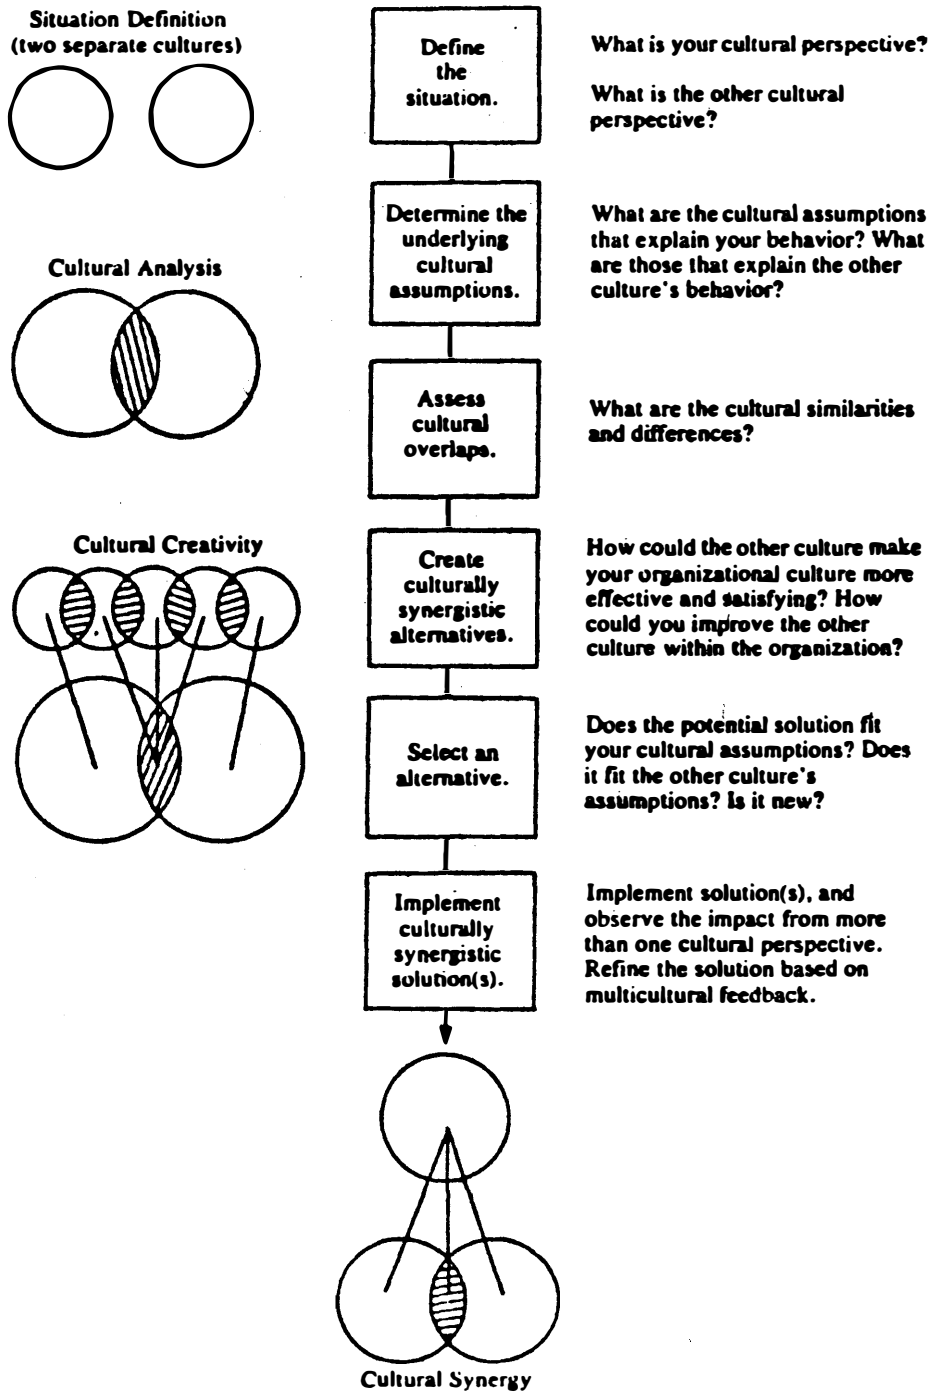 Situation Definition
(two separate cultures)
Define
the
situation.
What is your cultural perspective?
What is the other cultural
perspective?
Determine the
underlying
cultural
assumptions.
What are the cultural assumptions
that explain your behavior? What
are those that explain the other
culture's behavior?
Cultural Analysis
Assess
cultural
overlaps.
What are the cultural similarities
and differences?
Cultural Creativity
Create
culturally
synergistic
alternatives.
How could the other culture make
your organizational culture more
effective and satisfying? How
could you improve the other
culture within the organization?
Select an
alternative.
Does the potential solution fit
your cultural assumptions? Does
it fit the other culture's
assumptions? Is it new?
Implement
culturally
synergistic
solution(s).
Implement solution(s), and
observe the impact from more
than one cultural perspective.
Refine the solution based on
multicultural feedback.
Cultural Synergy